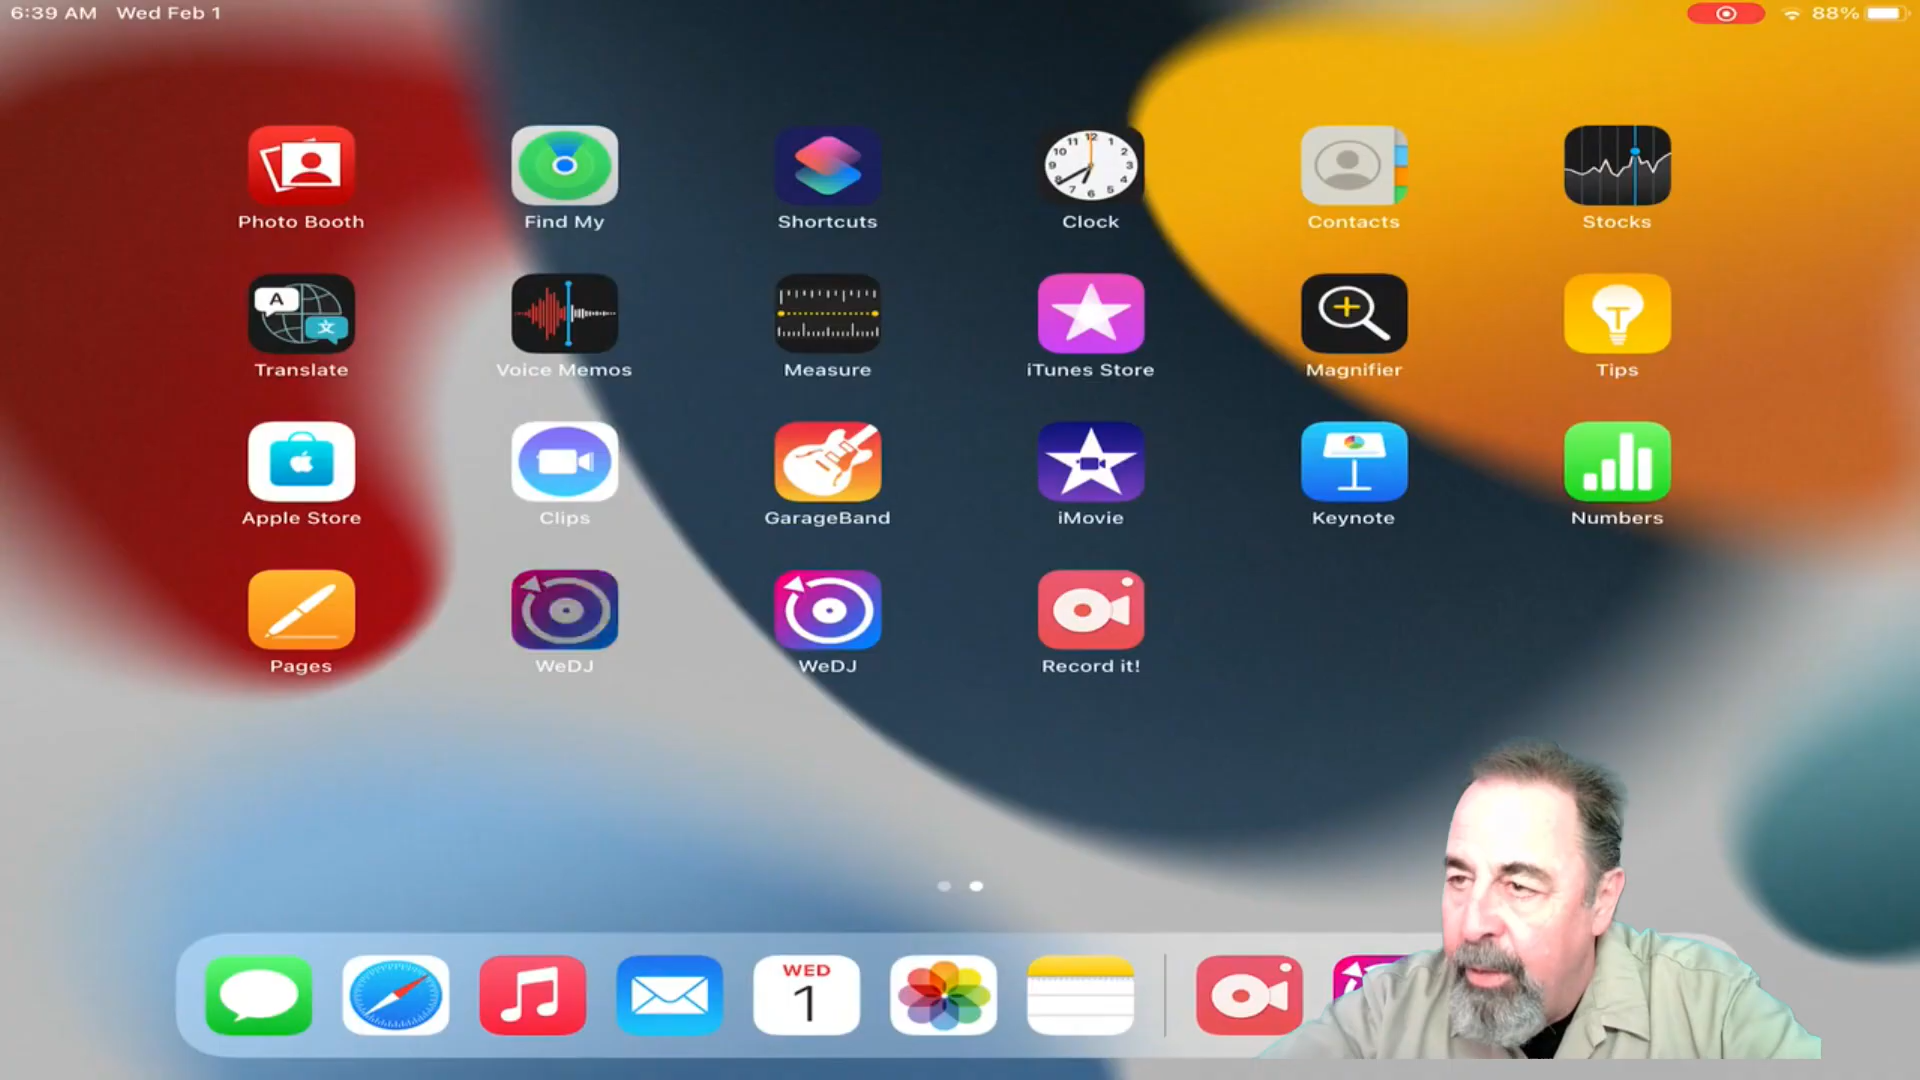 6:39 AM Wed Feb 1
88%
Photo Booth
Find My
Shortcuts
Clock
Contacts
Stocks
Translate
Voice Memos
Measure
iTunes Store
Magnifier
Tips
Apple Store
Clips
GarageBand
iMovie
Keynote
Numbers
Pages
WeDJ
WeDJ
Record it!
WED
1